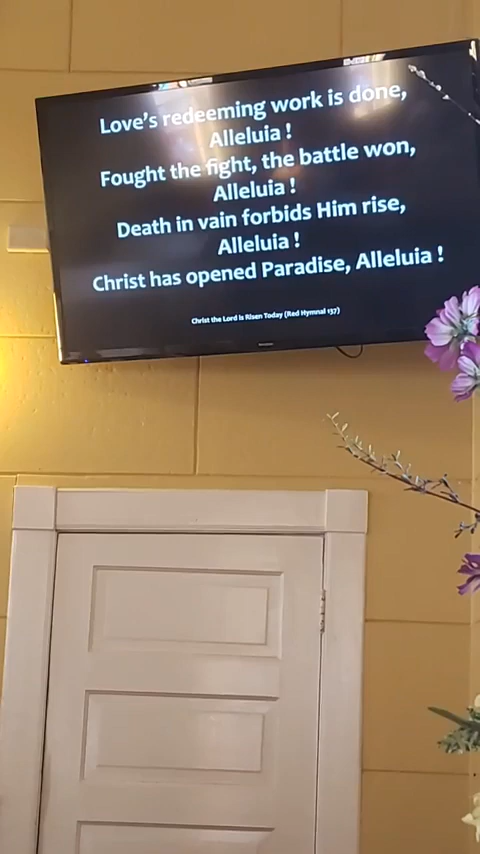 Love's redeeming work is done,
Alleluia !
Fought the fight, the battle won,
Alleluia !
Death in vain forbids Him rise,
Alleluia !
Christ has opened Paradise, Alleluia !
Christ the Lord Is Risen Today (Red Hymnal 137)